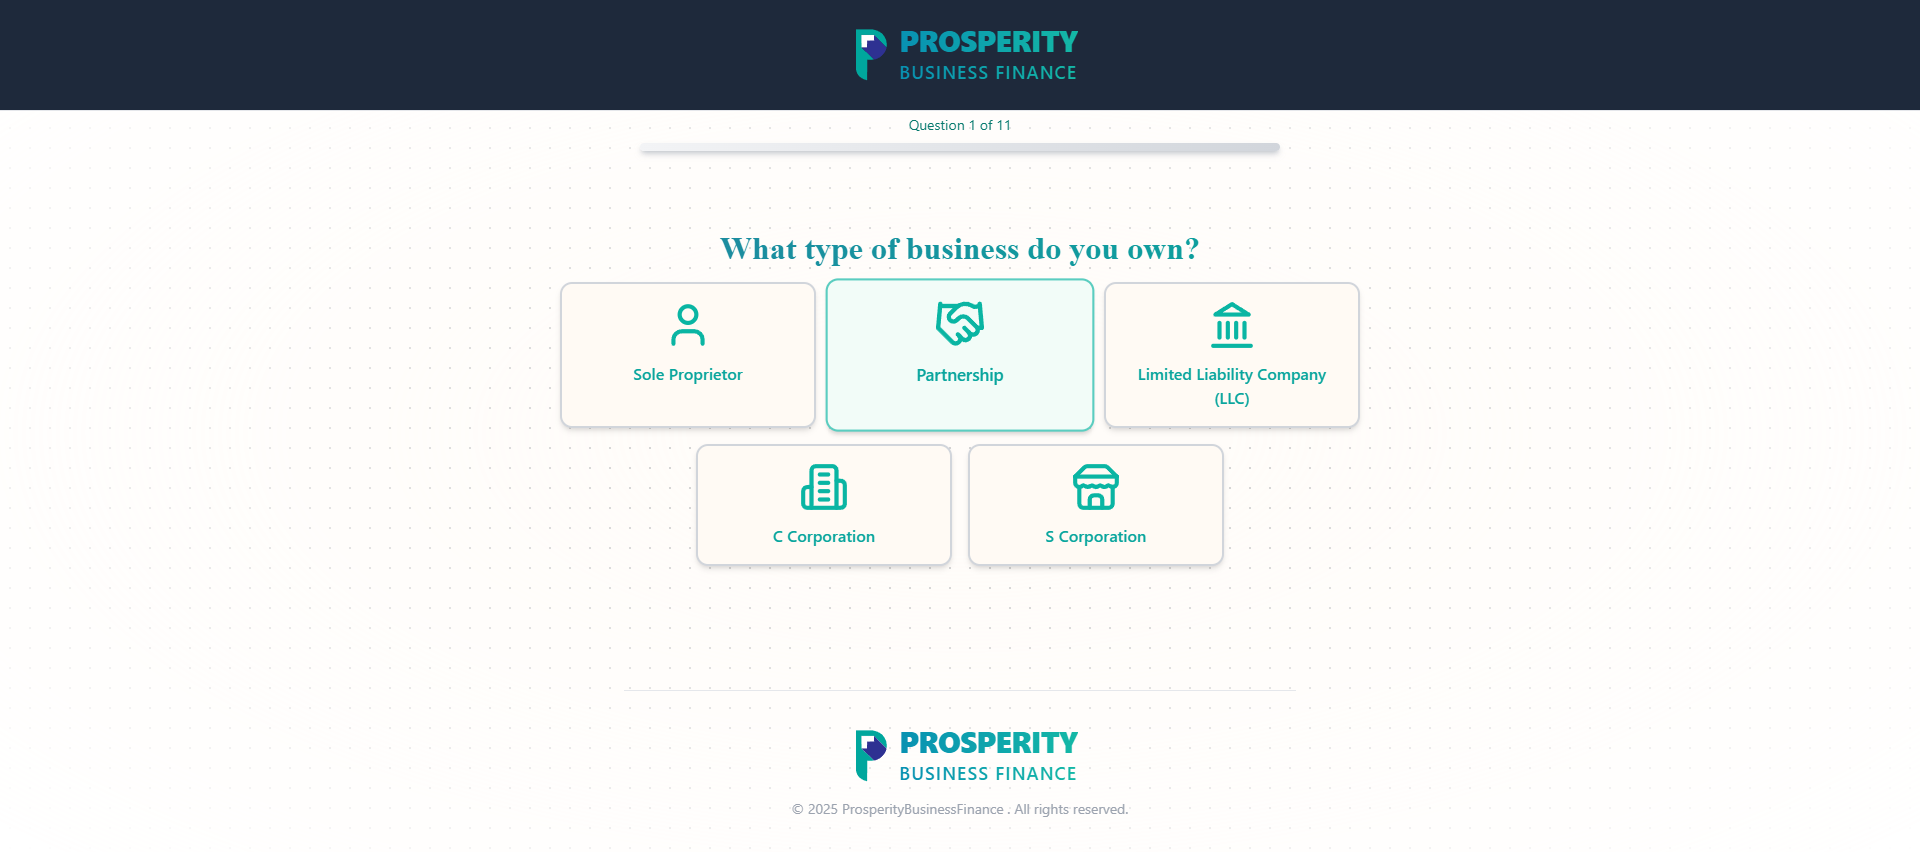 PROSPERITY
BUSINESS FINANCE
Question 1 of 11
What type of business do you own?
Sole Proprietor
Partnership
Limited Liability Company
(LLC)
C Corporation
S Corporation
PROSPERITY
BUSINESS FINANCE
© 2025 ProsperityBusinessFinance . All rights reserved.